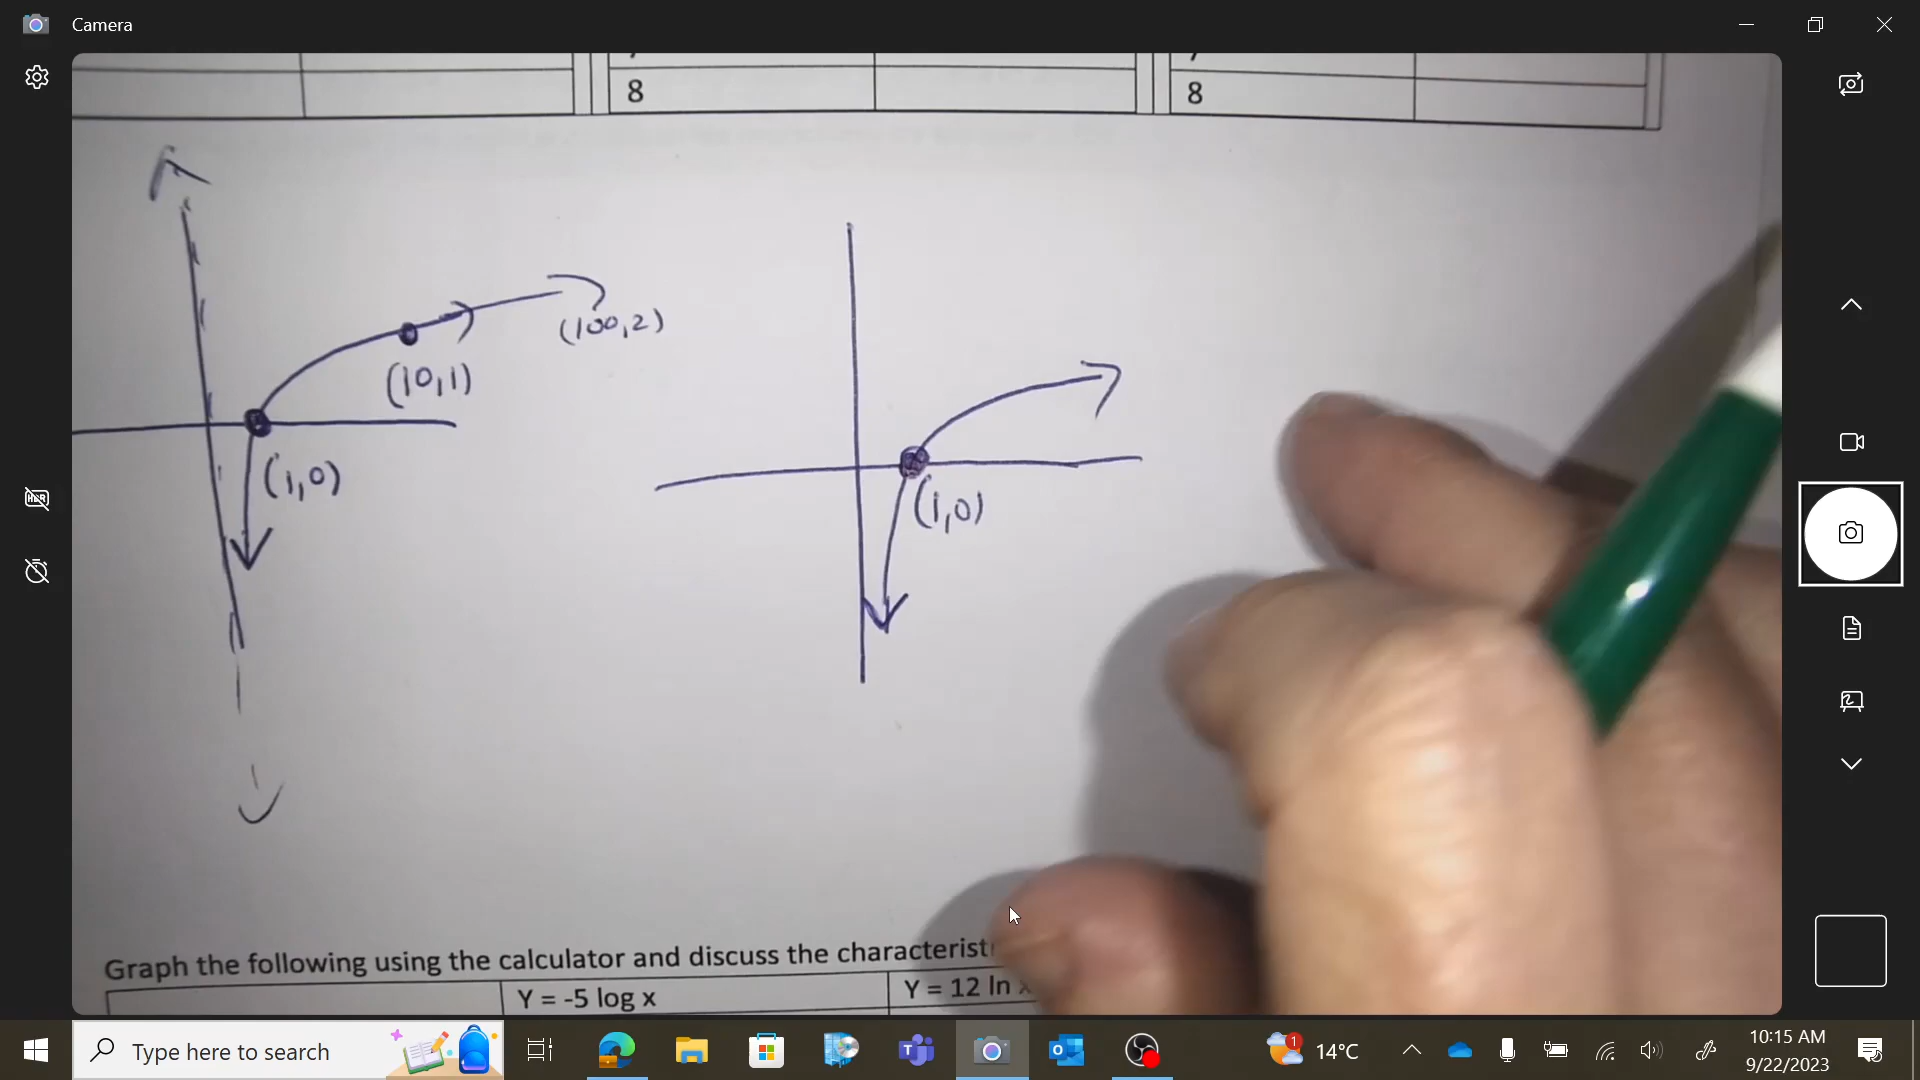 Camera
8
8
(100,2)
(10,1)
(1,0)
(1,0)
Graph the following using the calculator and discuss the
Y = -5 log x
Y = 12 ln x
Type here to search
1
14°C
10:15 AM
9/22/2023